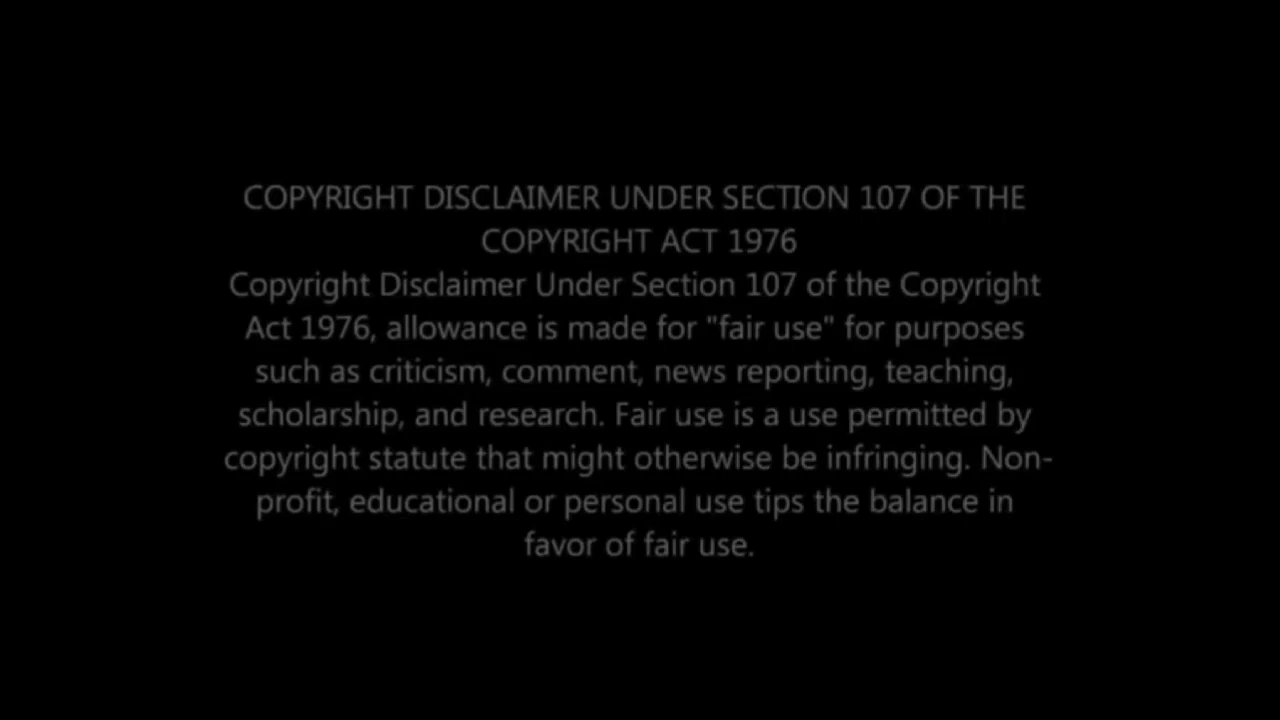 COPYRIGHT DISCLAIMER UNDER SECTION 107 OF THE
COPYRIGHT ACT 1976
Copyright Disclaimer Under Section 107 of the Copyright
Act 1976, allowance is made for "fair use" for purposes
such as criticism, comment, news reporting, teaching,
scholarship, and research. Fair use is a use permitted by
copyright statute that might otherwise be infringing. Non-
profit, educational or personal use tips the balance in
favor of fair use.